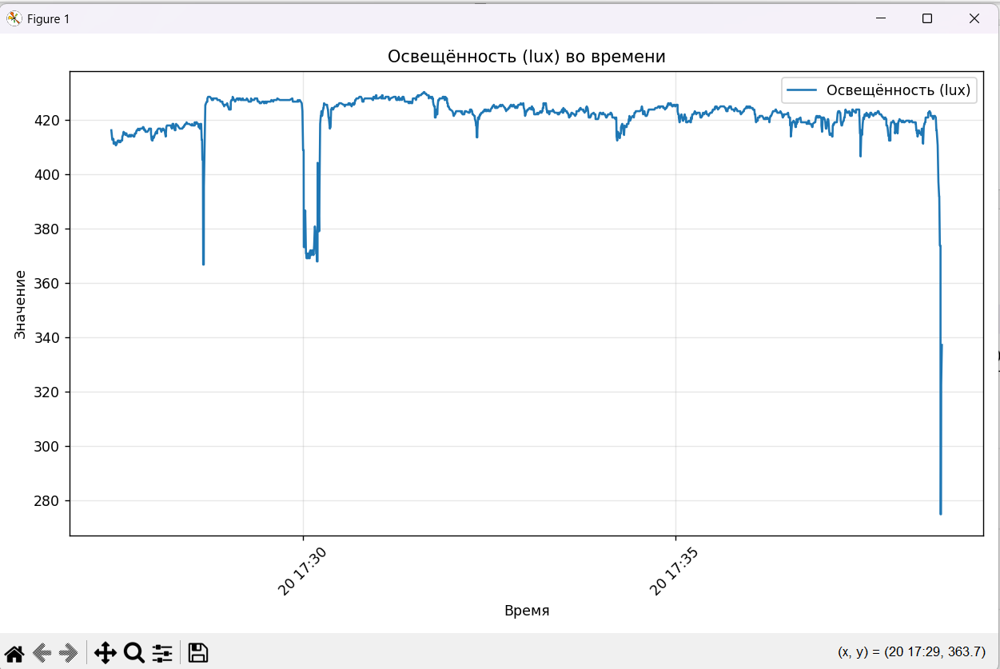 Figure 1
Освещённость (lux) во времени
Освещённость (lux)
Значение
420
400
380
360
340
320
300
280
20 17:30
20 17:35
Время
(x, y) = (20 17:29, 363.7)